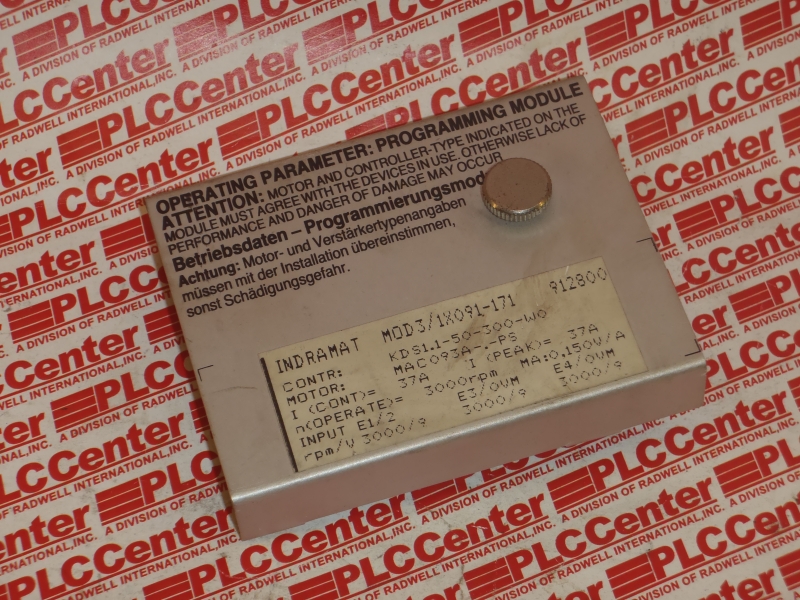 OPERATING PARAMETER: PROGRAMMING MODULE
ATTENTION: MOTOR AND CONTROLLER-TYPE INDICATED ON THE
MODULE MUST AGREE WITH THE DEVICES IN USE. OTHERWISE LACK OF
PERFORMANCE AND DANGER OF DAMAGE MAY OCCUR
Betriebsdaten – Programmierungsmod
Achtung: Motor- und Verstärkertypenangaben
müssen mit der Installation übereinstimmen,
sonst Schädigungsgefahr.
INDRAMAT MOD3/1X091-171 912800
CONTR: KDS1.1-50-300-W0
MOTOR: MAC093A-.-PS
I (CONT)= 37A I (PEAK)= 37A
n(OPERATE)= 3000rpm MA:0,150V/A
INPUT E1/2 E3/0VM E4/0VM
rpm/V 3000/9 3000/9 3000/9
PLCCenter
A DIVISION OF RADWELL INTERNATIONAL,INC.